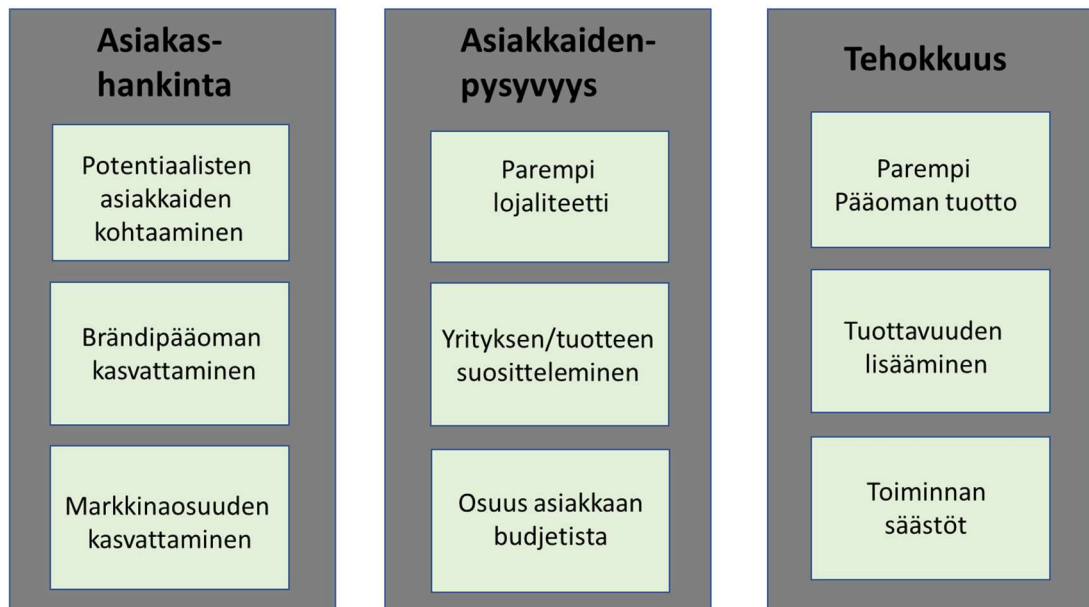 Asiakas-
hankinta
Potentiaalisten
asiakkaiden
kohtaaminen
Brändipääoman
kasvattaminen
Markkinaosuuden
kasvattaminen
Asiakkaiden-
pysyvyys
Parempi
lojaliteetti
Yrityksen/tuotteen
suositteleminen
Osuus asiakkaan
budjetista
Tehokkuus
Parempi
Pääoman tuotto
Tuottavuuden
lisääminen
Toiminnan
säästöt